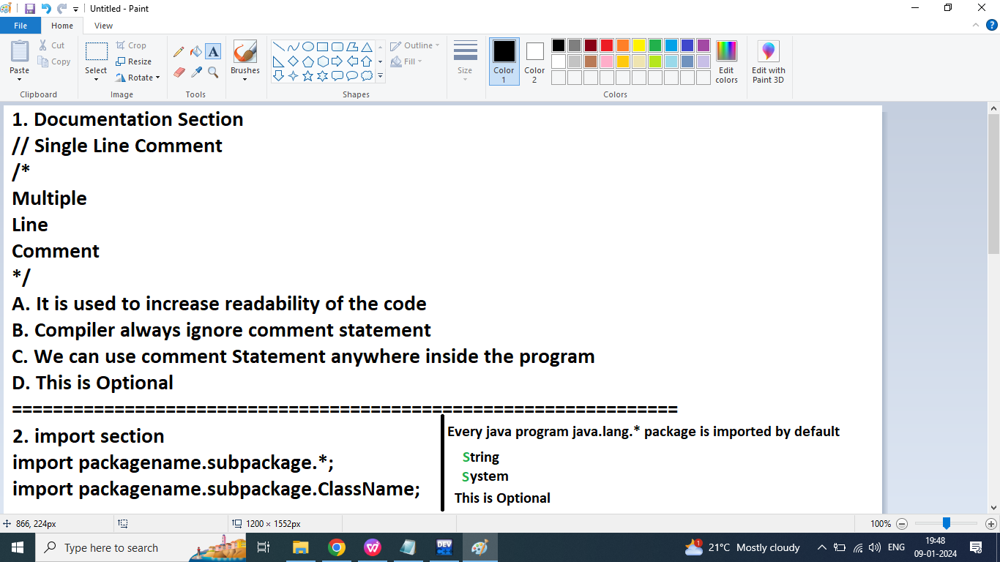 Untitled - Paint
File
Home
View
Paste
Cut
Copy
Clipboard
Select
Crop
Resize
Rotate
Image
A
Tools
Brushes
Shapes
Outline
Fill
Size
Color 1
Color 2
Colors
Edit colors
Edit with Paint 3D
1. Documentation Section
// Single Line Comment
/*
Multiple
Line
Comment
*/
A. It is used to increase readability of the code
B. Compiler always ignore comment statement
C. We can use comment Statement anywhere inside the program
D. This is Optional
=================================================================
2. import section
import packagename.subpackage.*;
import packagename.subpackage.ClassName;
Every java program java.lang.* package is imported by default
String
System
This is Optional
866, 224px
1200 × 1552px
100%
Type here to search
DEV
21°C Mostly cloudy
ENG
19:48
09-01-2024